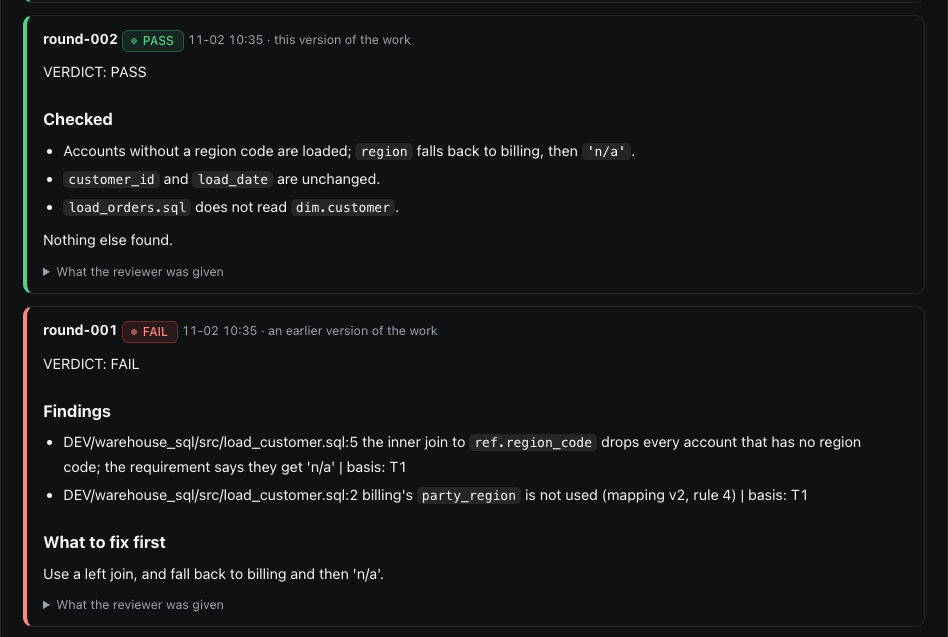 round-002 PASS 11-02 10:35 · this version of the work
VERDICT: PASS
Checked
• Accounts without a region code are loaded; region falls back to billing, then 'n/a'.
• customer_id and load_date are unchanged.
• load_orders.sql does not read dim.customer.
Nothing else found.
What the reviewer was given
round-001 FAIL 11-02 10:35 · an earlier version of the work
VERDICT: FAIL
Findings
• DEV/warehouse_sql/src/load_customer.sql:5 the inner join to ref.region_code drops every account that has no region
code; the requirement says they get 'n/a' | basis: T1
• DEV/warehouse_sql/src/load_customer.sql:2 billing's party_region is not used (mapping v2, rule 4) | basis: T1
What to fix first
Use a left join, and fall back to billing and then 'n/a'.
What the reviewer was given